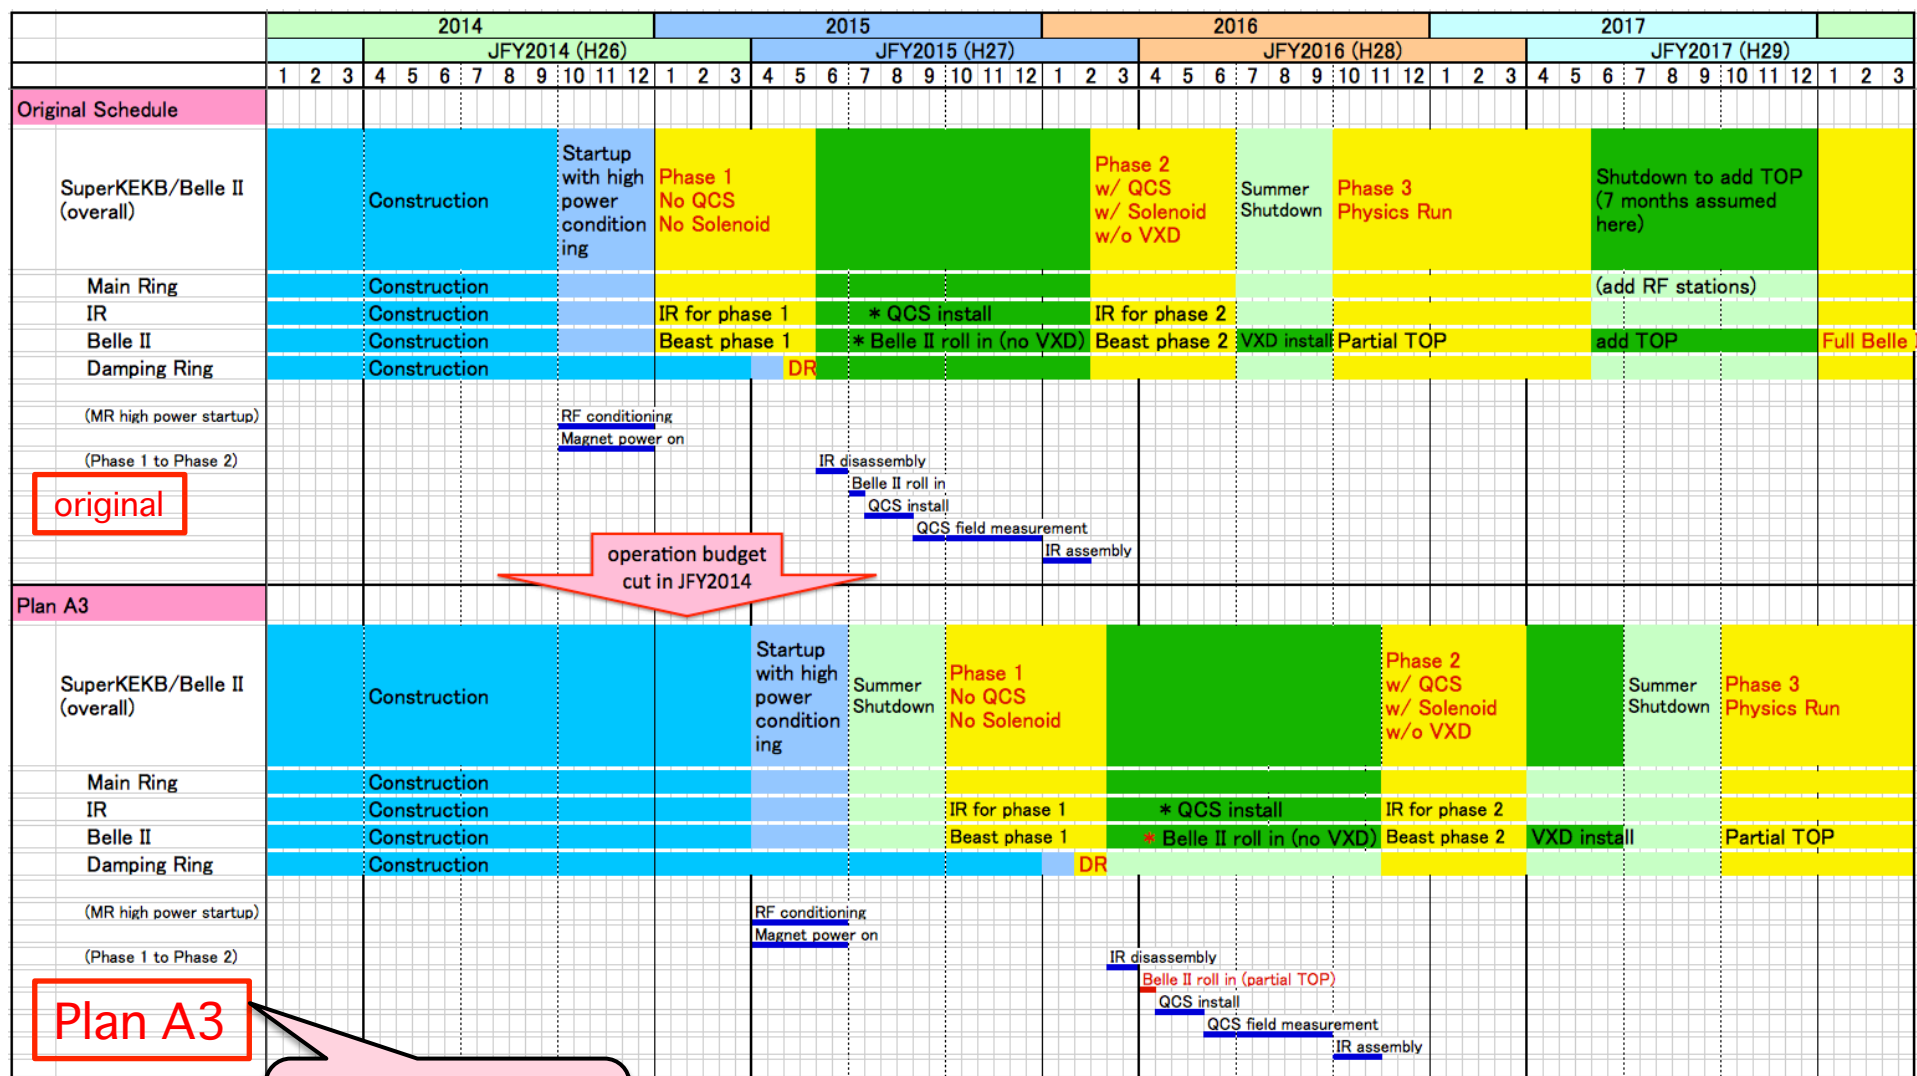 2014 2015 2016 2017
JFY2014 (H26) JFY2015 (H27) JFY2016 (H28) JFY2017 (H29)
1 2 3 4 5 6 7 8 9 10 11 12 1 2 3 4 5 6 7 8 9 10 11 12 1 2 3 4 5 6 7 8 9 10 11 12 1 2 3 4 5 6 7 8 9 10 11 12 1 2 3
Original Schedule
SuperKEKB/Belle II
(overall)
Construction
Startup
with high
power
condition
ing
Phase 1
No QCS
No Solenoid
Phase 2
w/ QCS
w/ Solenoid
w/o VXD
Summer
Shutdown
Phase 3
Physics Run
Shutdown to add TOP
(7 months assumed
here)
Main Ring Construction (add RF stations)
IR Construction IR for phase 1 * QCS install IR for phase 2
Belle II Construction Beast phase 1 * Belle II roll in (no VXD) Beast phase 2 VXD install Partial TOP add TOP Full Belle
Damping Ring Construction DR
(MR high power startup) RF conditioning
Magnet power on
(Phase 1 to Phase 2) IR disassembly
Belle II roll in
QCS install
QCS field measurement
IR assembly
original
operation budget
cut in JFY2014
Plan A3
SuperKEKB/Belle II
(overall)
Construction
Startup
with high
power
condition
ing
Summer
Shutdown
Phase 1
No QCS
No Solenoid
Phase 2
w/ QCS
w/ Solenoid
w/o VXD
Summer
Shutdown
Phase 3
Physics Run
Main Ring Construction
IR Construction IR for phase 1 * QCS install IR for phase 2
Belle II Construction Beast phase 1 * Belle II roll in (no VXD) Beast phase 2 VXD install Partial TOP
Damping Ring Construction DR
(MR high power startup) RF conditioning
Magnet power on
(Phase 1 to Phase 2) IR disassembly
Belle II roll in (partial TOP)
QCS install
QCS field measurement
IR assembly
Plan A3